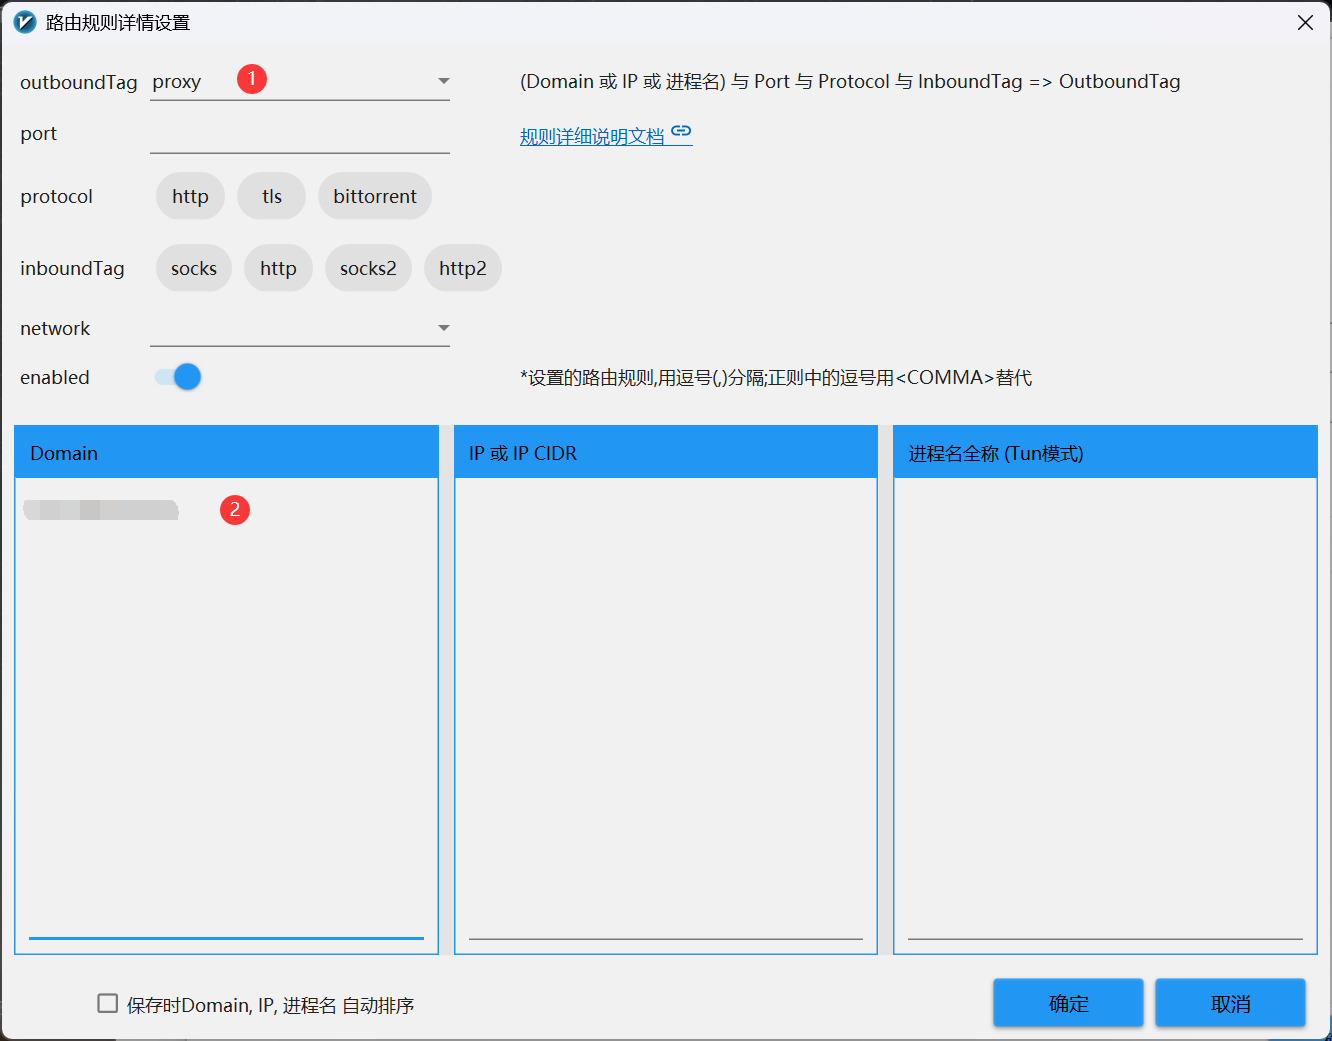 路由规则详情设置
outboundTag proxy 1 (Domain 或 IP 或 进程名) 与 Port 与 Protocol 与 InboundTag => OutboundTag
port 规则详细说明文档
protocol http tls bittorrent
inboundTag socks http socks2 http2
network
enabled *设置的路由规则,用逗号(,)分隔;正则中的逗号用<COMMA>替代
Domain IP 或 IP CIDR 进程名全称 (Tun模式)
2
保存时Domain, IP, 进程名 自动排序 确定 取消